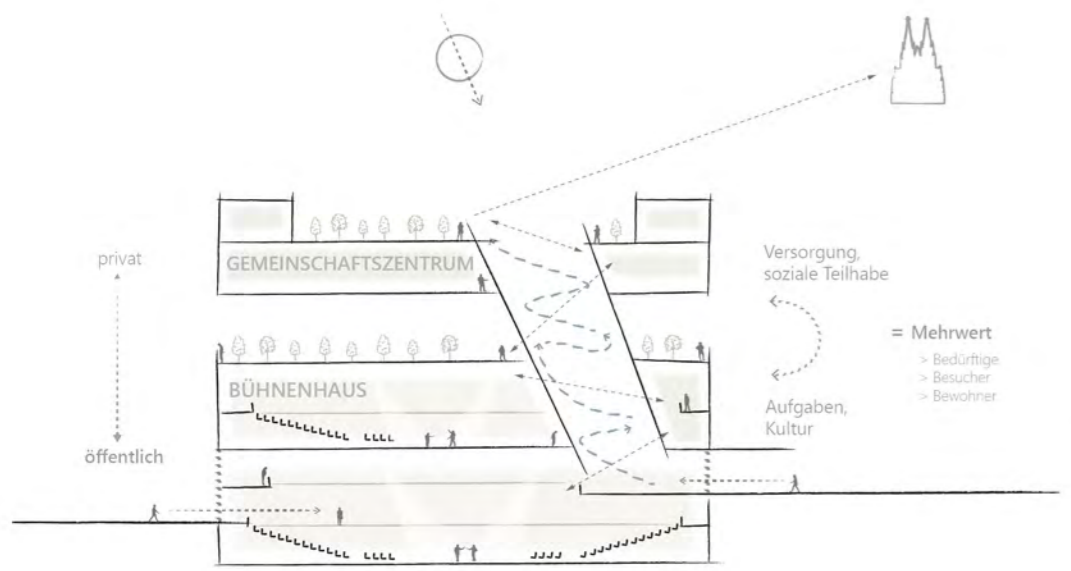 privat
öffentlich
GEMEINSCHAFTSZENTRUM
BÜHNENHAUS
Versorgung,
soziale Teilhabe
Aufgaben,
Kultur
= Mehrwert
> Bedürftige
> Besucher
> Bewohner